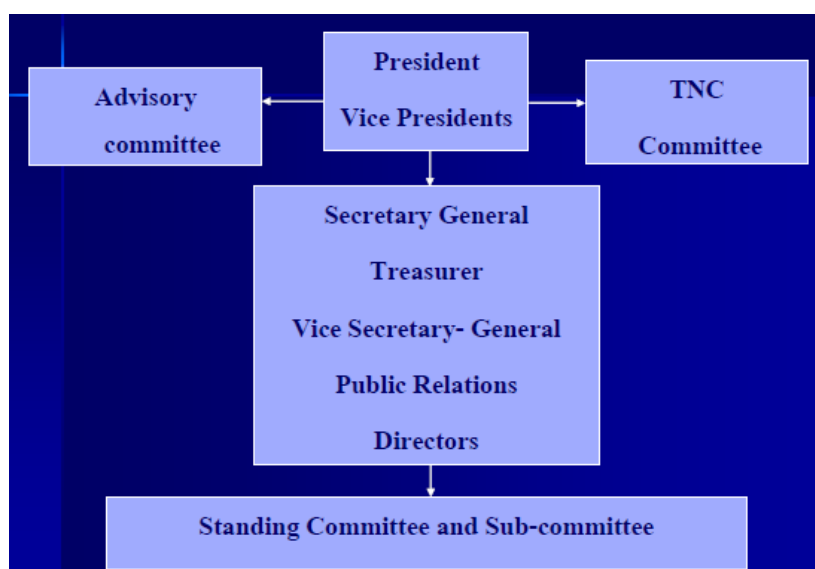 President
Vice Presidents
Advisory
committee
TNC
Committee
Secretary General
Treasurer
Vice Secretary- General
Public Relations
Directors
Standing Committee and Sub-committee